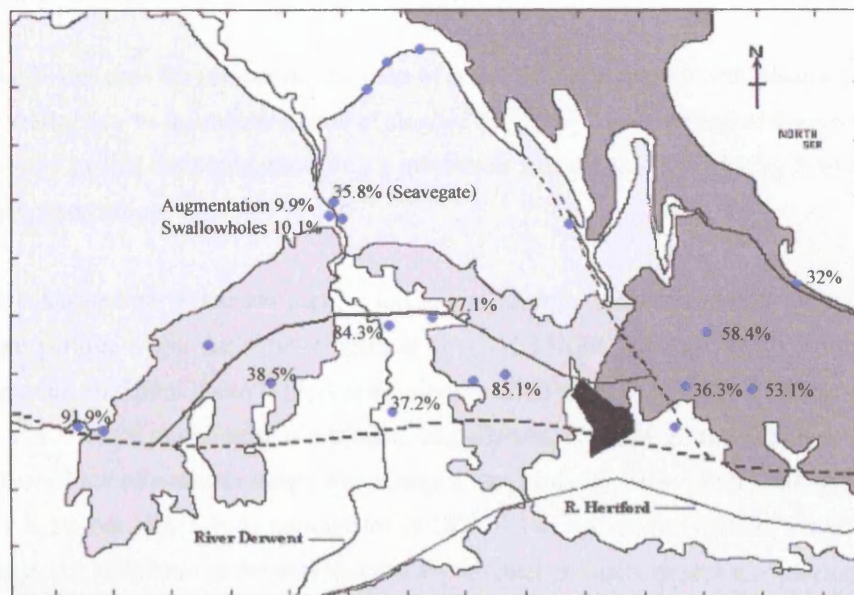 N
NORTH
SEA
35.8% (Seavegate)
Augmentation 9.9%
Swallowholes 10.1%
32%
77.1%
84.3%
58.4%
38.5%
85.1%
36.3%
53.1%
37.2%
91.9%
R. Hertford
River Derwent